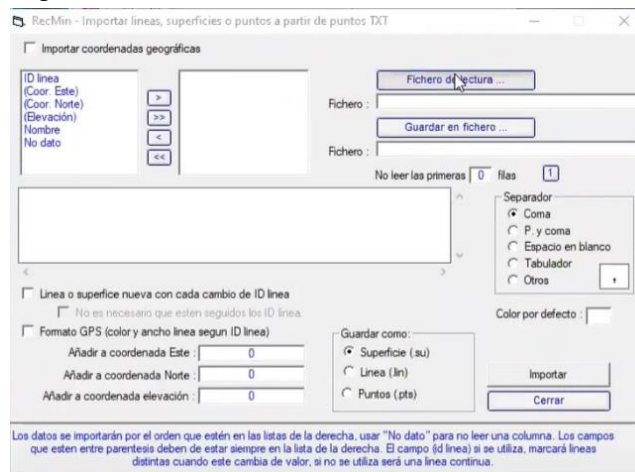 RecMin - Importar lineas, superficies o puntos a partir de puntos TXT
Importar coordenadas geográficas
ID linea
(Coor. Este)
(Coor. Norte)
(Elevación)
Nombre
No dato
>
>>
<
<<
Fichero de lectura ...
Fichero :
Guardar en fichero ...
Fichero :
No leer las primeras 0 filas 1
Separador
Coma
P. y coma
Espacio en blanco
Tabulador
Otros ,
Linea o superfice nueva con cada cambio de ID linea
No es necesario que esten seguidos los ID linea.
Formato GPS (color y ancho linea segun ID linea)
Añadir a coordenada Este : 0
Añadir a coordenada Norte : 0
Añadir a coordenada elevación : 0
Guardar como:
Superficie (.su)
Linea (.lin)
Puntos (.pts)
Color por defecto :
Importar
Cerrar
Los datos se importarán por el orden que estén en las listas de la derecha, usar "No dato" para no leer una columna. Los campos
que esten entre parentesis deben de estar siempre en la lista de la derecha. El campo (id linea) si se utiliza, marcará lineas
distintas cuando este cambia de valor, si no se utiliza será una linea continua.